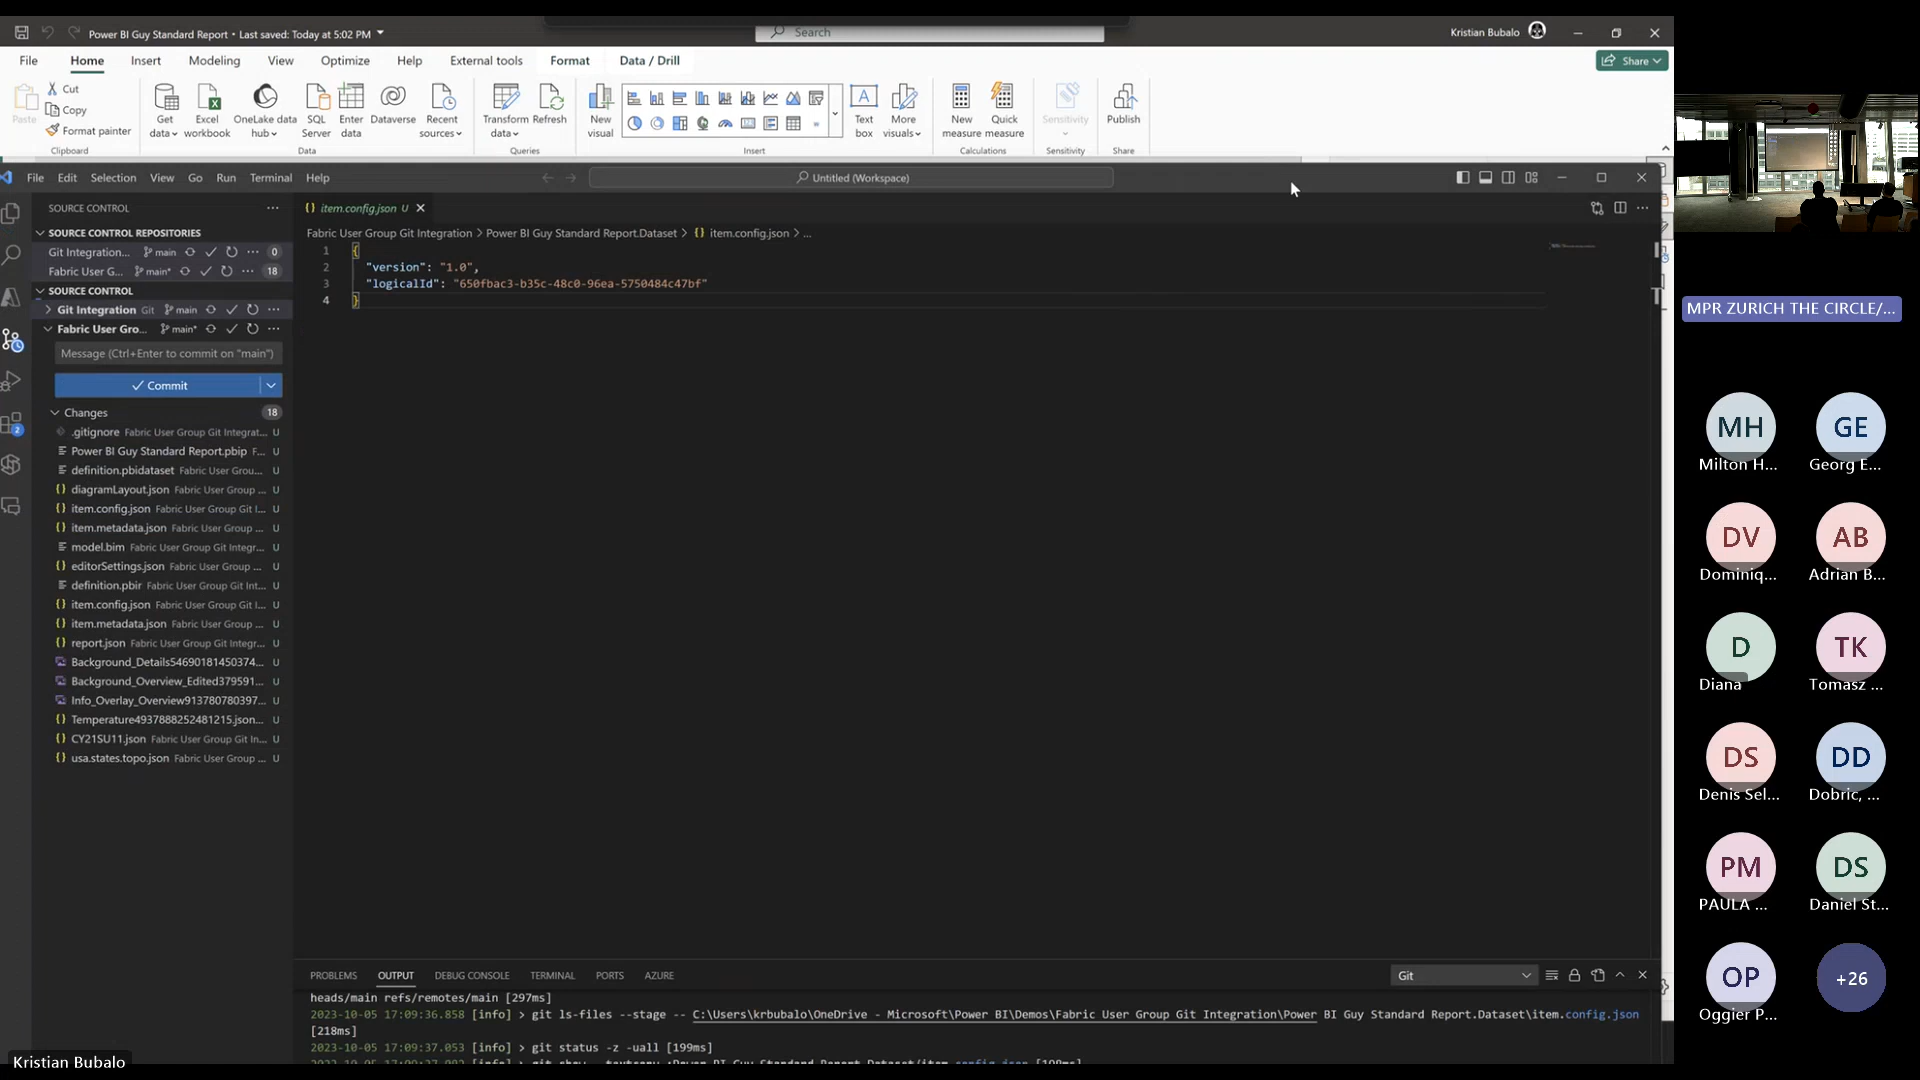 Power BI Guy Standard Report • Last saved: Today at 5:02 PM
Search
Kristian Bubalo
File Home Insert Modeling View Optimize Help External tools Format Data / Drill
Share
Paste
Cut
Copy
Format painter
Clipboard
Get data
Excel workbook
OneLake data hub
SQL Server
Enter data
Dataverse
Recent sources
Data
Transform data
Refresh
Queries
New visual
Text box
More visuals
Insert
New measure
Quick measure
Calculations
Sensitivity
Sensitivity
Publish
Share
File Edit Selection View Go Run Terminal Help
Untitled (Workspace)
SOURCE CONTROL
SOURCE CONTROL REPOSITORIES
Git Integration... main 0
Fabric User G... main* 18
SOURCE CONTROL
Git Integration Git main
Fabric User Gro... main*
Message (Ctrl+Enter to commit on "main")
Commit
Changes 18
.gitignore Fabric User Group Git Integrat... U
Power BI Guy Standard Report.pbip F... U
definition.pbidataset Fabric User Grou... U
diagramLayout.json Fabric User Group ... U
item.config.json Fabric User Group Git I... U
item.metadata.json Fabric User Group ... U
model.bim Fabric User Group Git Integr... U
editorSettings.json Fabric User Group ... U
definition.pbir Fabric User Group Git Int... U
item.config.json Fabric User Group Git I... U
item.metadata.json Fabric User Group ... U
report.json Fabric User Group Git Integr... U
Background_Details54690181450374... U
Background_Overview_Edited379591... U
Info_Overlay_Overview913780780397... U
Temperature4937888252481215.json... U
CY21SU11.json Fabric User Group Git In... U
usa.states.topo.json Fabric User Group ... U
2
item.config.json U
Fabric User Group Git Integration > Power BI Guy Standard Report.Dataset > {} item.config.json > ...
1 {
2 "version": "1.0",
3 "logicalId": "650fbac3-b35c-48c0-96ea-5750484c47bf"
4 }
PROBLEMS OUTPUT DEBUG CONSOLE TERMINAL PORTS AZURE
Git
heads/main refs/remotes/main [297ms]
2023-10-05 17:09:36.858 [info] > git ls-files --stage -- C:\Users\krbubalo\OneDrive - Microsoft\Power BI\Demos\Fabric User Group Git Integration\Power BI Guy Standard Report.Dataset\item.config.json
[218ms]
2023-10-05 17:09:37.053 [info] > git status -z -uall [199ms]
Kristian Bubalo
MPR ZURICH THE CIRCLE/...
MH
Milton H...
GE
Georg E...
DV
Dominiq...
AB
Adrian B...
D
Diana
TK
Tomasz ...
DS
Denis Sel...
DD
Dobric, ...
PM
PAULA ...
DS
Daniel St...
OP
Oggier P...
+26